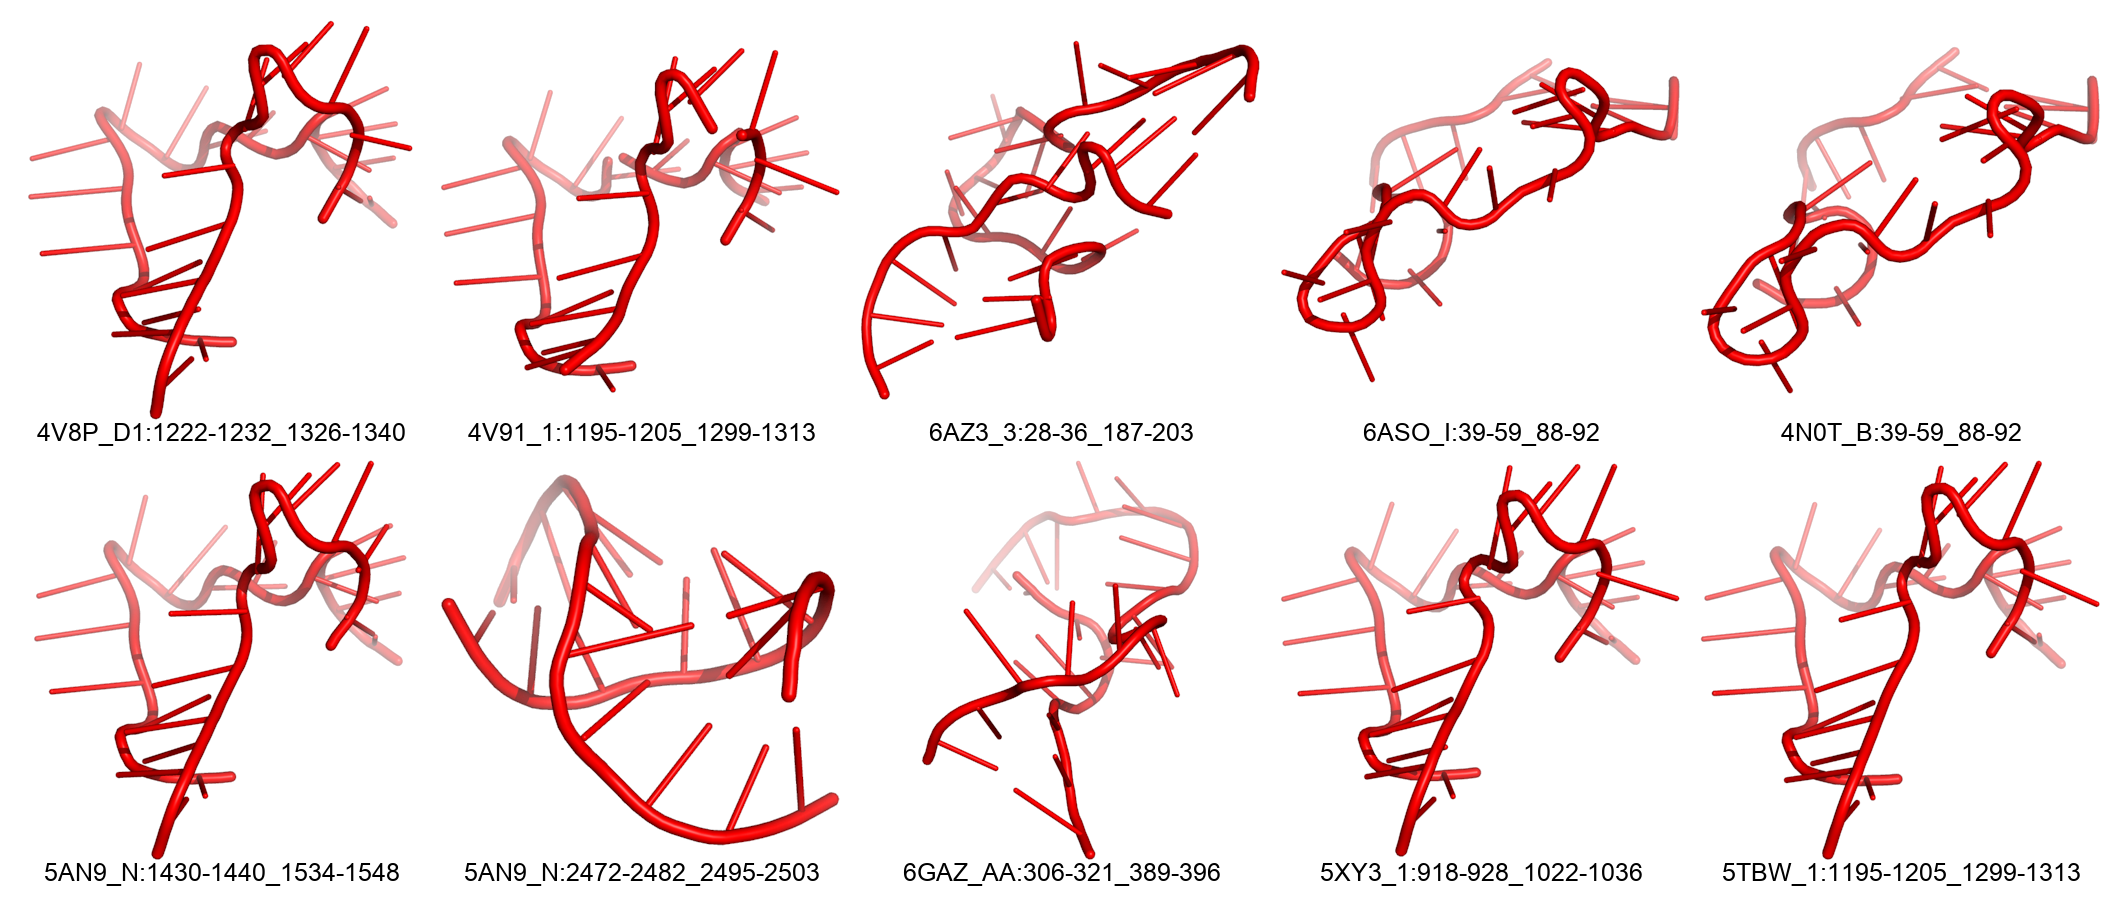 4V8P_D1:1222-1232_1326-1340
4V91_1:1195-1205_1299-1313
6AZ3_3:28-36_187-203
6ASO_I:39-59_88-92
4N0T_B:39-59_88-92
5AN9_N:1430-1440_1534-1548
5AN9_N:2472-2482_2495-2503
6GAZ_AA:306-321_389-396
5XY3_1:918-928_1022-1036
5TBW_1:1195-1205_1299-1313